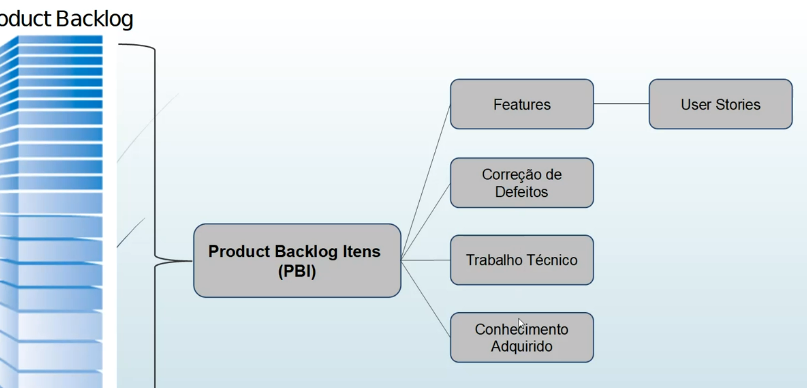 oduct Backlog
Features
User Stories
Correção de
Defeitos
Product Backlog Itens
(PBI)
Trabalho Técnico
Conhecimento
Adquirido